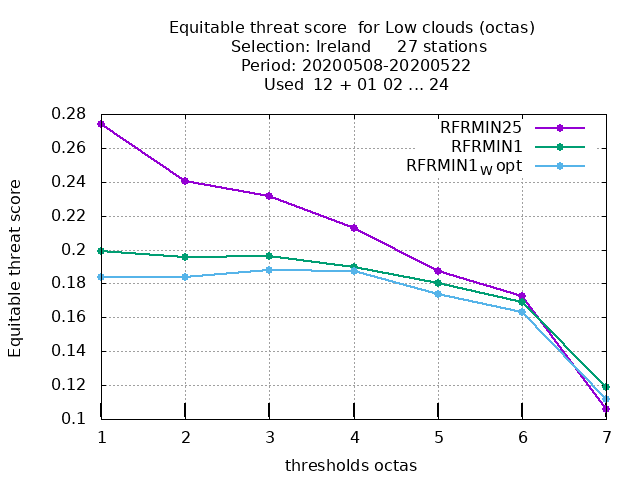 Equitable threat score  for Low clouds (octas)
Selection: Ireland     27 stations
Period: 20200508-20200522
Used  12 + 01 02 ... 24
RFRMIN25
RFRMIN1
RFRMIN1W opt
Equitable threat score
0.28
0.26
0.24
0.22
0.2
0.18
0.16
0.14
0.12
0.1
1 2 3 4 5 6 7
thresholds octas